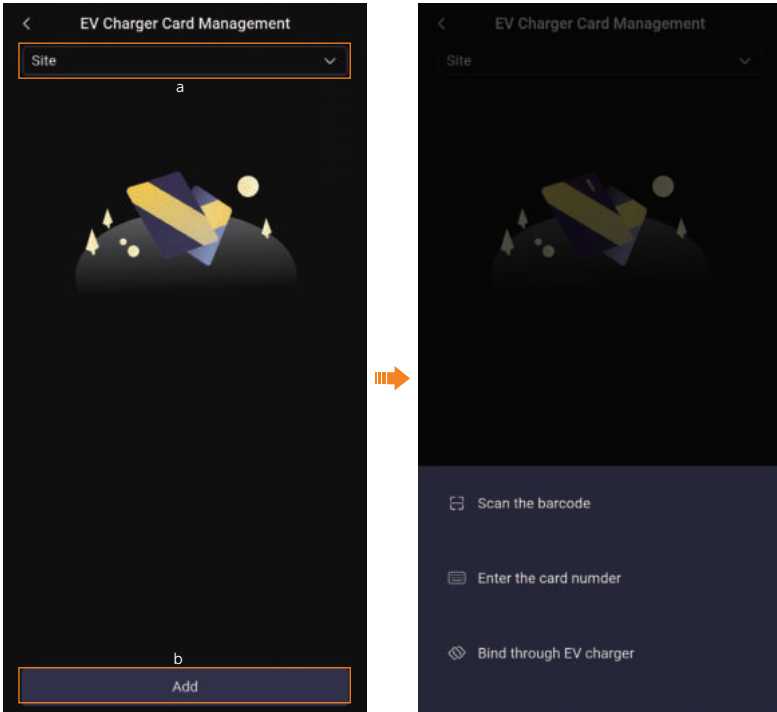 EV Charger Card Management
Site
a
b
Add
EV Charger Card Management
Site
Scan the barcode
Enter the card numder
Bind through EV charger